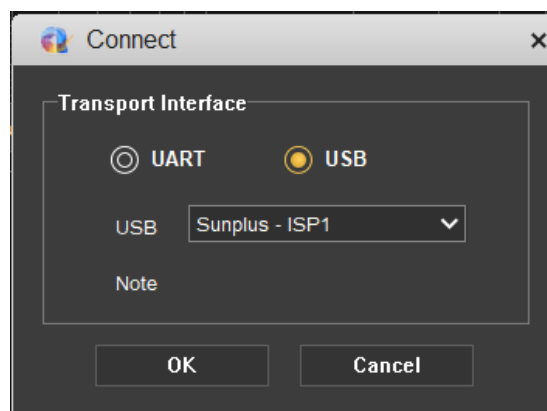 Connect
Transport Interface
UART USB
USB Sunplus - ISP1
Note
OK Cancel